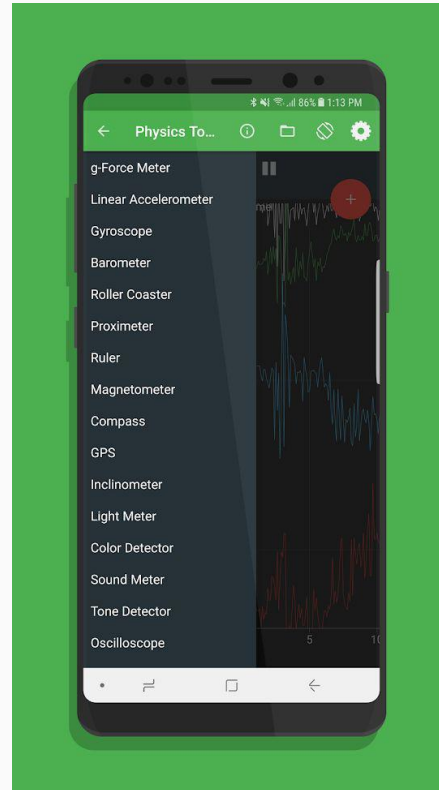 86% 1:13 PM
Physics To...
g-Force Meter
Linear Accelerometer
Gyroscope
Barometer
Roller Coaster
Proximeter
Ruler
Magnetometer
Compass
GPS
Inclinometer
Light Meter
Color Detector
Sound Meter
Tone Detector
Oscilloscope
5
10